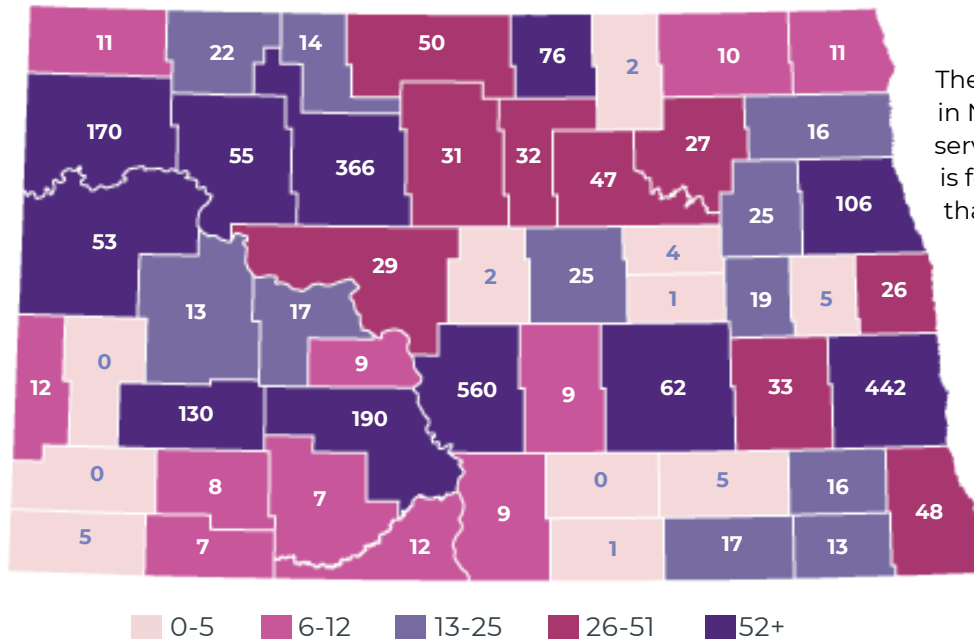 11 22 14 50 76 2 10 11
The
in N
serv
is f
tha
170 55 366 31 32 47 27 16
53 25 106
13 17 29 2 25 4 19 5 26
1
12 0 9 560 9 62 33 442
130 190
0 8 7 9 0 5 16 48
5 7 12 1 17 13
0-5 6-12 13-25 26-51 52+